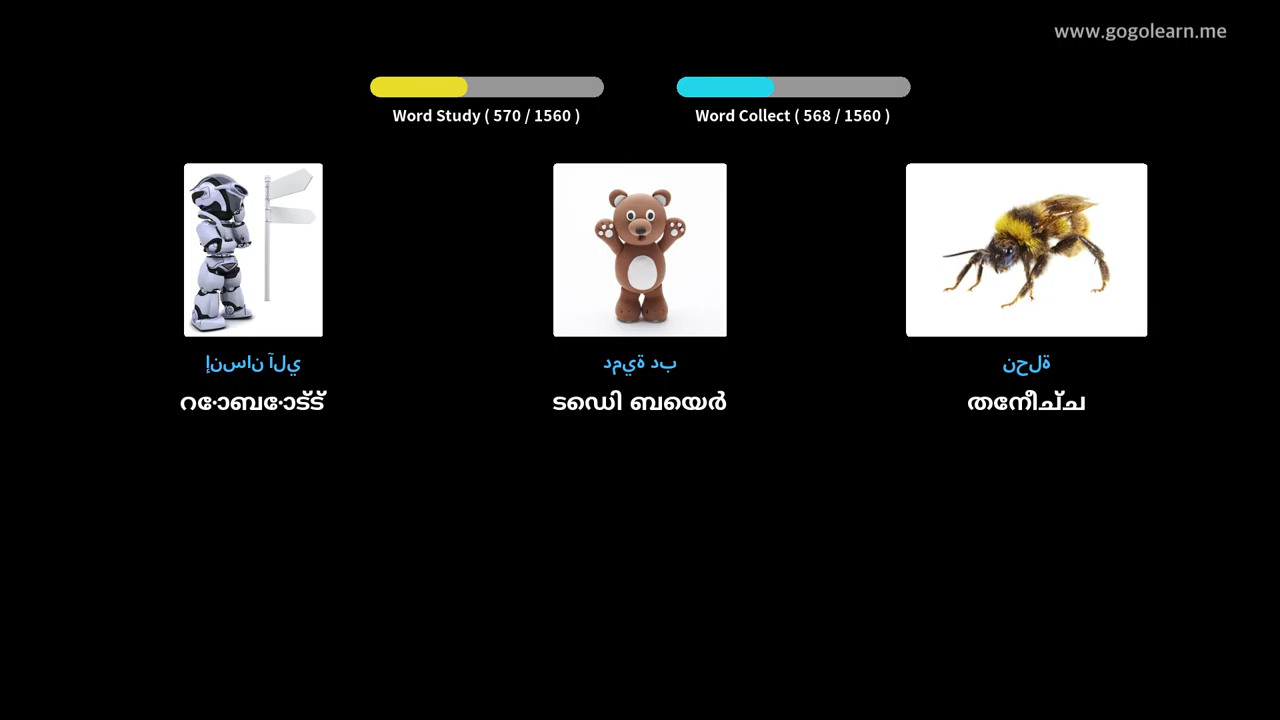 www.gogolearn.me
Word Study ( 570 / 1560 )
Word Collect ( 568 / 1560 )
إنسان آلي
دمية دب
نحلة
റോബോട്ട്
ടെഡി ബെയർ
തേനീച്ച